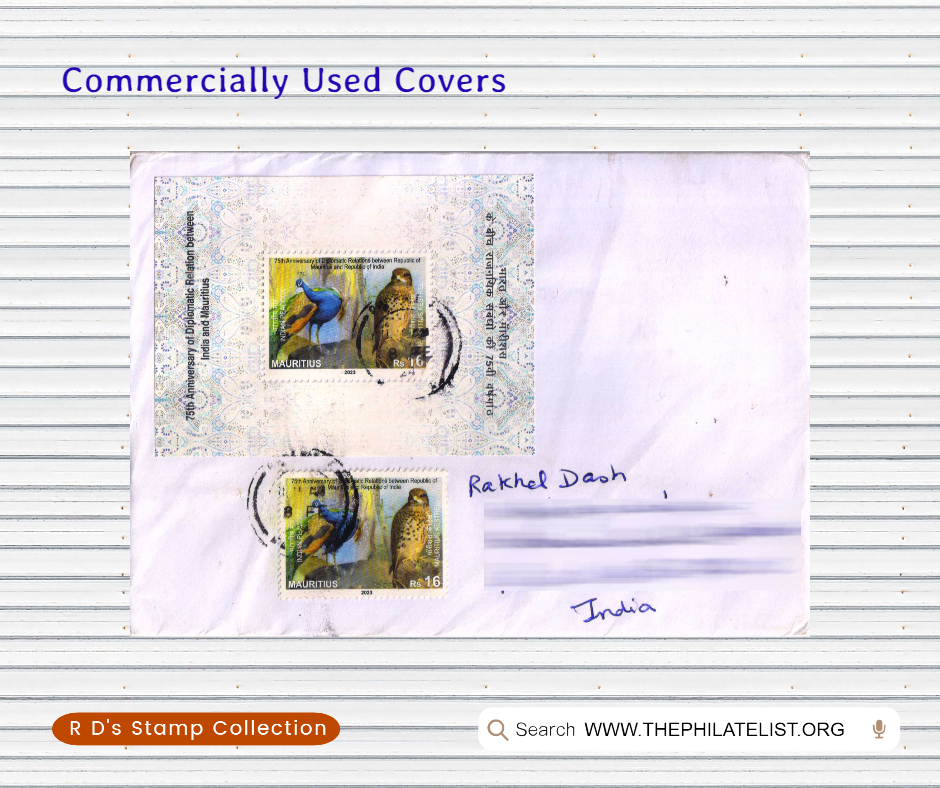 Commercially Used Covers
75th Anniversary of Diplomatic Relation between
India and Mauritius
भारत और मॉरीशस
के बीच राजनयिक संबंधों की 75वीं वर्षगांठ
75th Anniversary of Diplomatic Relations between Republic of
Mauritius and Republic of India
MAURITIUS
Rs 16
2023
75th Anniversary of Diplomatic Relations between Republic of
Mauritius and Republic of India
MAURITIUS
Rs 16
2023
Rakhel Dash
India
R D's Stamp Collection
Search WWW.THEPHILATELIST.ORG